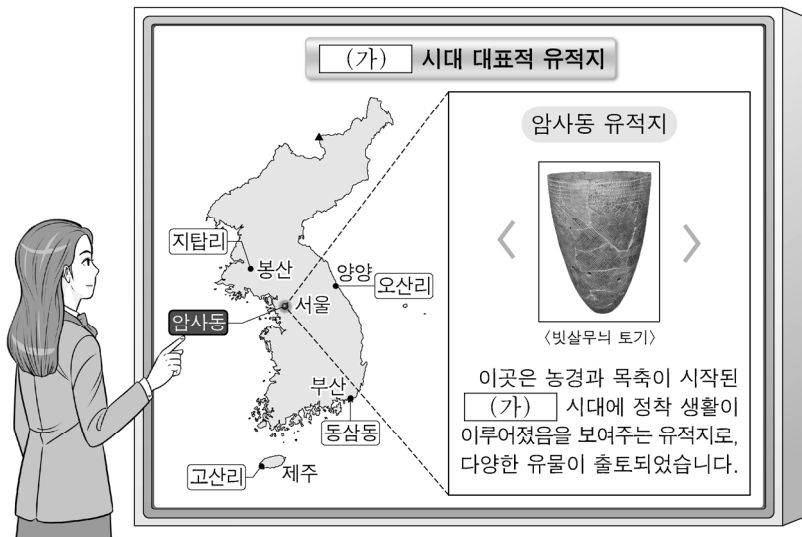 (가) 시대 대표적 유적지
암사동 유적지
지탑리
봉산
양양
오산리
서울
암사동
부산
동삼동
고산리
제주
〈빗살무늬 토기〉
이곳은 농경과 목축이 시작된
(가) 시대에 정착 생활이
이루어졌음을 보여주는 유적지로,
다양한 유물이 출토되었습니다.